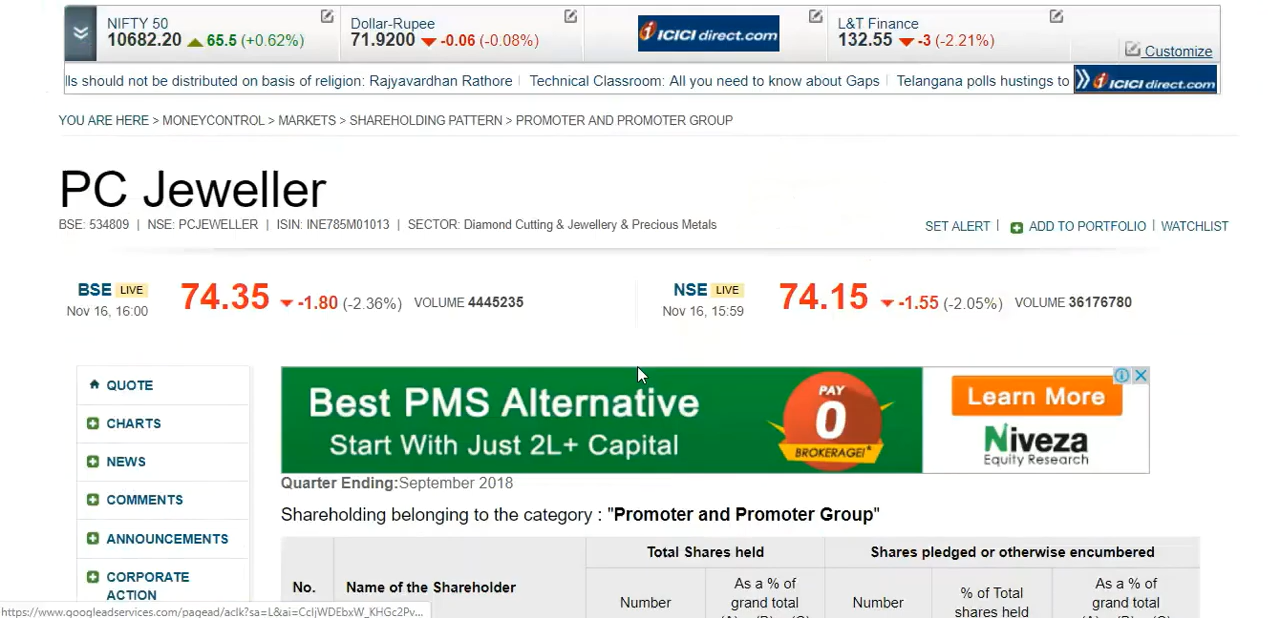 NIFTY 50
10682.20 65.5 (+0.62%)
Dollar-Rupee
71.9200 -0.06 (-0.08%)
ICICI direct.com
L&T Finance
132.55 -3 (-2.21%)
Customize
lls should not be distributed on basis of religion: Rajyavardhan Rathore | Technical Classroom: All you need to know about Gaps | Telangana polls hustings to
ICICI direct.com
YOU ARE HERE > MONEYCONTROL > MARKETS > SHAREHOLDING PATTERN > PROMOTER AND PROMOTER GROUP
PC Jeweller
BSE: 534809 | NSE: PCJEWELLER | ISIN: INE785M01013 | SECTOR: Diamond Cutting & Jewellery & Precious Metals
SET ALERT | ADD TO PORTFOLIO | WATCHLIST
BSE LIVE
Nov 16, 16:00
74.35 -1.80 (-2.36%) VOLUME 4445235
NSE LIVE
Nov 16, 15:59
74.15 -1.55 (-2.05%) VOLUME 36176780
QUOTE
CHARTS
NEWS
COMMENTS
ANNOUNCEMENTS
CORPORATE
ACTION
Best PMS Alternative
Start With Just 2L+ Capital
PAY
0
BROKERAGE!*
Learn More
Niveza
Equity Research
Quarter Ending:September 2018
Shareholding belonging to the category : "Promoter and Promoter Group"
No.
Name of the Shareholder
Total Shares held
Shares pledged or otherwise encumbered
Number
As a % of
grand total
Number
% of Total
shares held
As a % of
grand total
https://www.googleadservices.com/pagead/aclk?sa=L&ai=CcIjWDEbxW_KHGc2Pv...